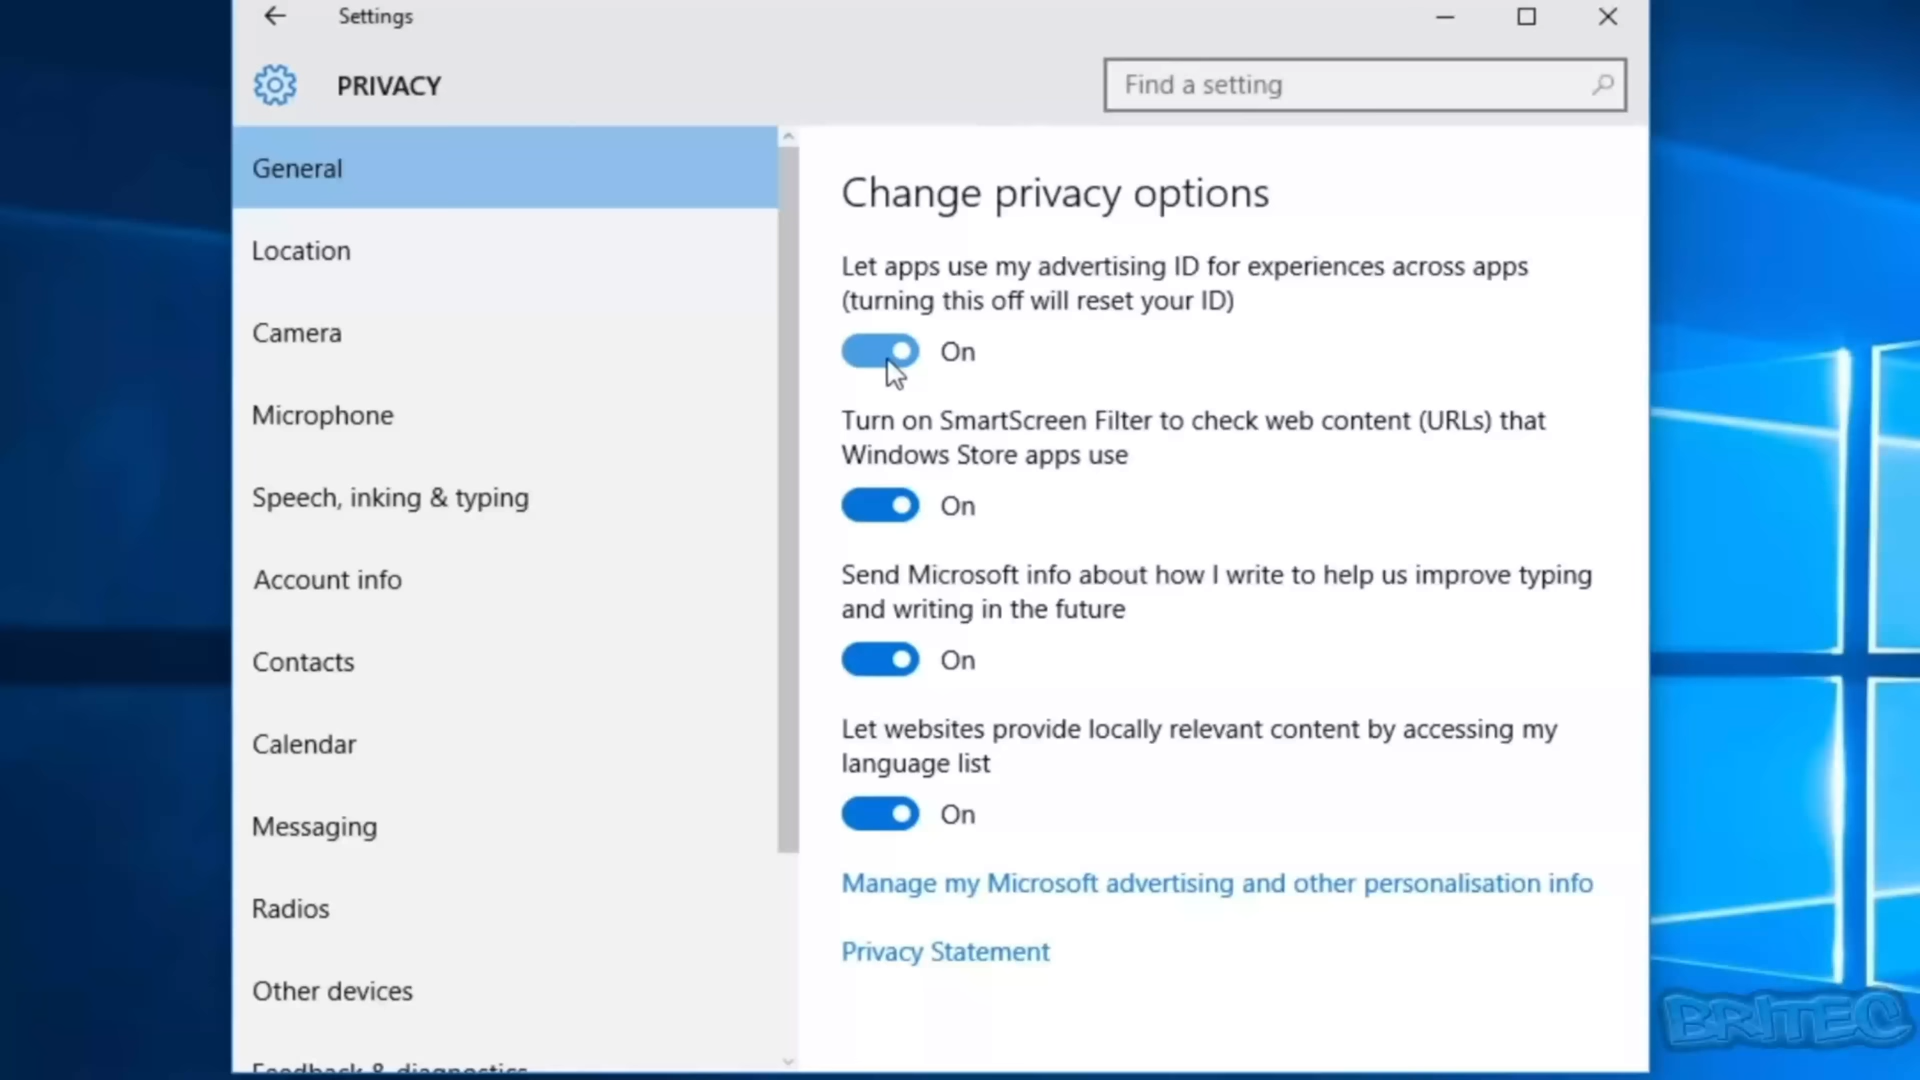 Settings
PRIVACY
Find a setting
General
Location
Camera
Microphone
Speech, inking & typing
Account info
Contacts
Calendar
Messaging
Radios
Other devices
Feedback & diagnostics
Change privacy options
Let apps use my advertising ID for experiences across apps
(turning this off will reset your ID)
On
Turn on SmartScreen Filter to check web content (URLs) that
Windows Store apps use
On
Send Microsoft info about how I write to help us improve typing
and writing in the future
On
Let websites provide locally relevant content by accessing my
language list
On
Manage my Microsoft advertising and other personalisation info
Privacy Statement
BRITEC